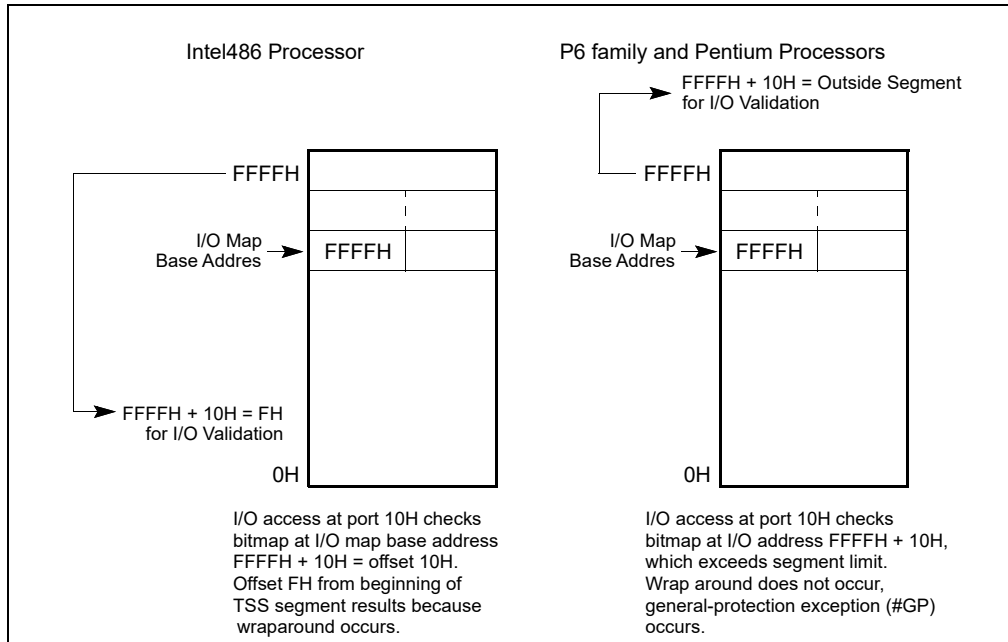 Intel486 Processor
FFFFH
I/O Map
Base Addres
FFFFH
FFFFH + 10H = FH
for I/O Validation
0H
I/O access at port 10H checks
bitmap at I/O map base address
FFFFH + 10H = offset 10H.
Offset FH from beginning of
TSS segment results because
wraparound occurs.
P6 family and Pentium Processors
FFFFH + 10H = Outside Segment
for I/O Validation
FFFFH
I/O Map
Base Addres
FFFFH
0H
I/O access at port 10H checks
bitmap at I/O address FFFFH + 10H,
which exceeds segment limit.
Wrap around does not occur,
general-protection exception (#GP)
occurs.